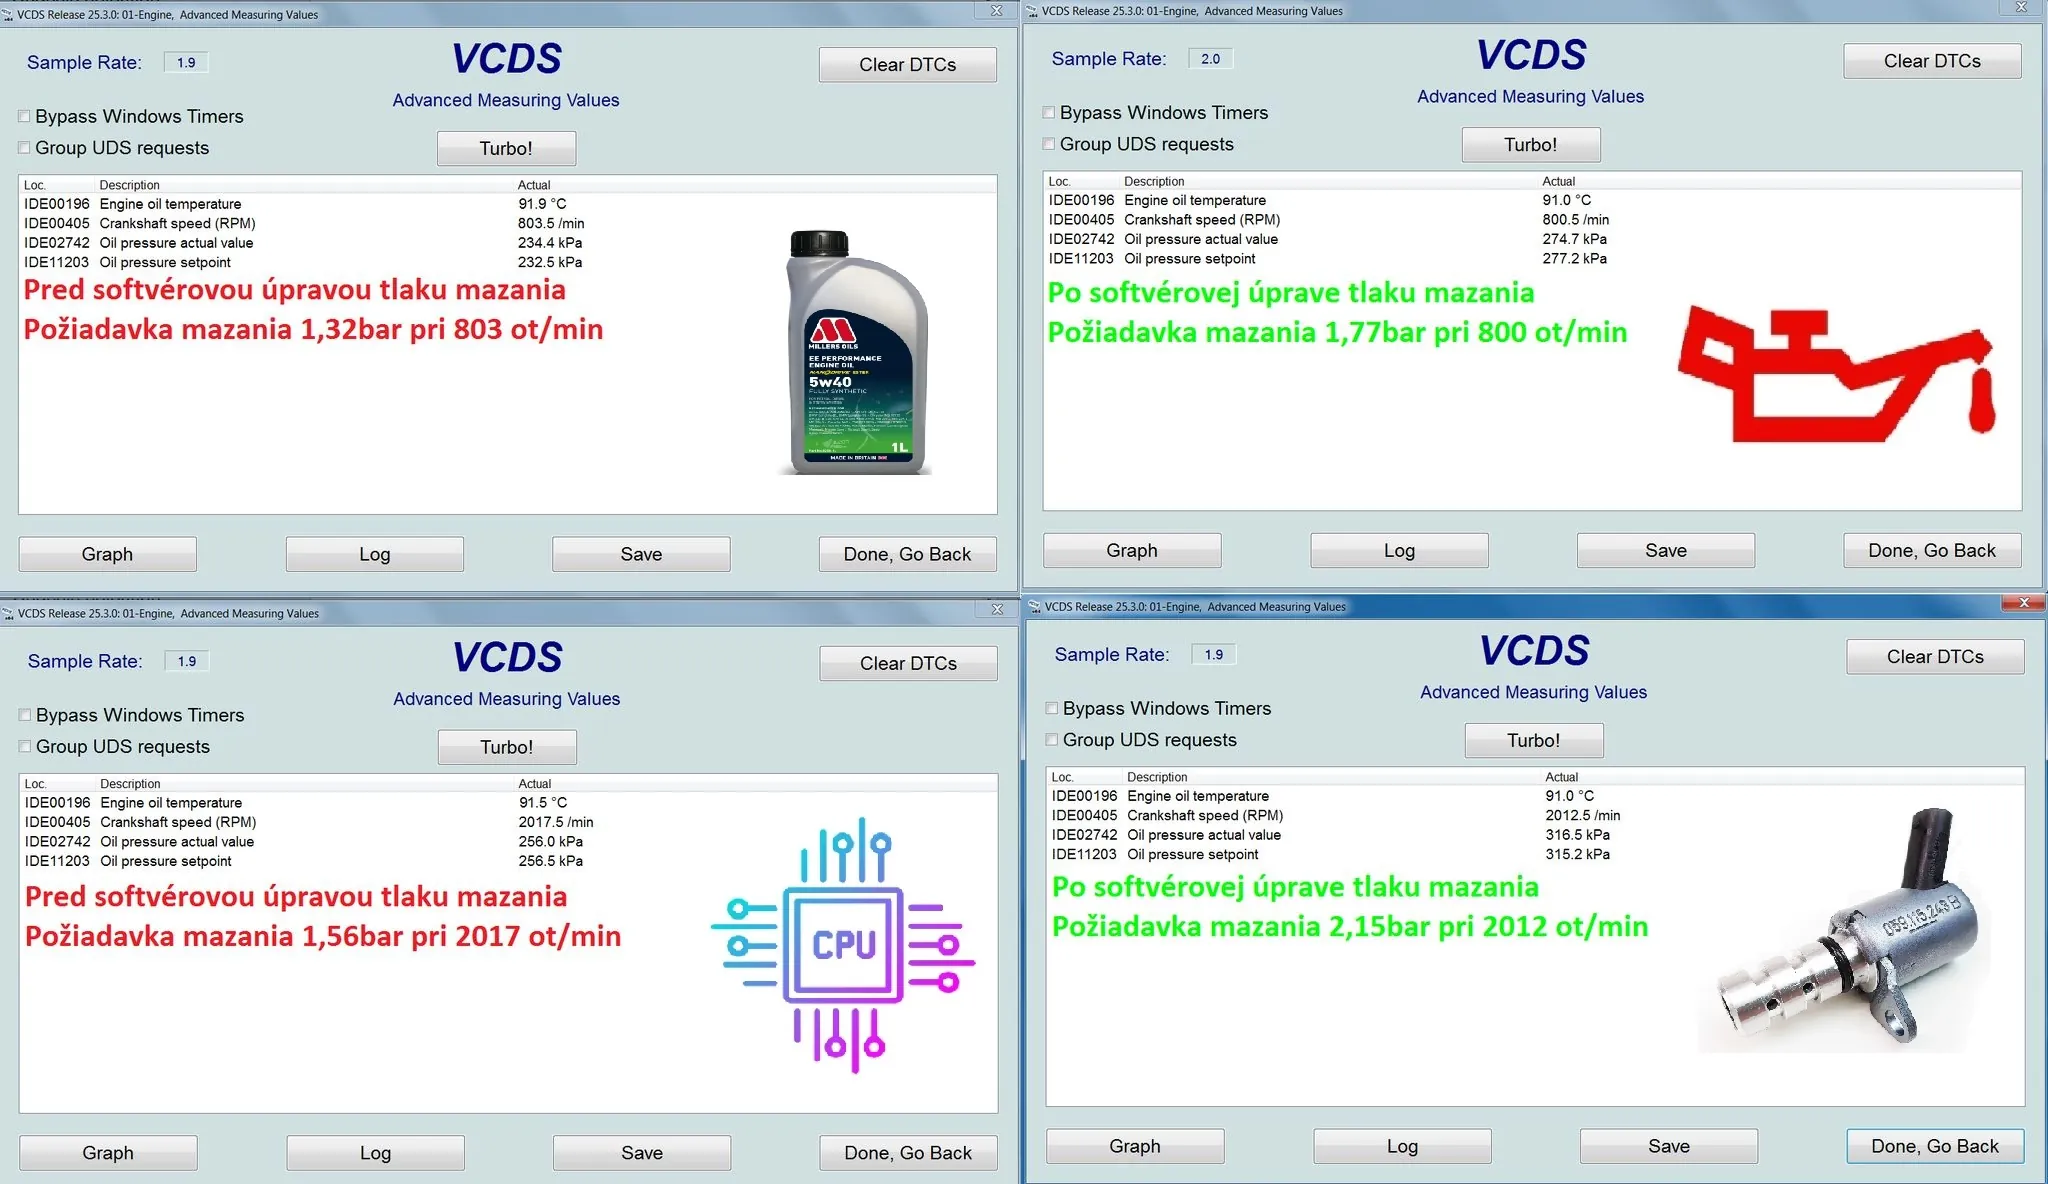 VCDS Release 25.3.0: 01-Engine, Advanced Measuring Values
Sample Rate: 1.9
VCDS
Clear DTCs
Advanced Measuring Values
Bypass Windows Timers
Group UDS requests
Turbo!
Loc. Description Actual
IDE00196 Engine oil temperature 91.9 °C
IDE00405 Crankshaft speed (RPM) 803.5 /min
IDE02742 Oil pressure actual value 234.4 kPa
IDE11203 Oil pressure setpoint 232.5 kPa
Pred softvérovou úpravou tlaku mazania
Požiadavka mazania 1,32bar pri 803 ot/min
MILLERS OILS
EE PERFORMANCE
ENGINE OIL
NANODRIVE ESTER
5w40
FULLY SYNTHETIC
1L
MADE IN BRITAIN
Graph Log Save Done, Go Back
VCDS Release 25.3.0: 01-Engine, Advanced Measuring Values
Sample Rate: 2.0
VCDS
Clear DTCs
Advanced Measuring Values
Bypass Windows Timers
Group UDS requests
Turbo!
Loc. Description Actual
IDE00196 Engine oil temperature 91.0 °C
IDE00405 Crankshaft speed (RPM) 800.5 /min
IDE02742 Oil pressure actual value 274.7 kPa
IDE11203 Oil pressure setpoint 277.2 kPa
Po softvérovej úprave tlaku mazania
Požiadavka mazania 1,77bar pri 800 ot/min
Graph Log Save Done, Go Back
VCDS Release 25.3.0: 01-Engine, Advanced Measuring Values
Sample Rate: 1.9
VCDS
Clear DTCs
Advanced Measuring Values
Bypass Windows Timers
Group UDS requests
Turbo!
Loc. Description Actual
IDE00196 Engine oil temperature 91.5 °C
IDE00405 Crankshaft speed (RPM) 2017.5 /min
IDE02742 Oil pressure actual value 256.0 kPa
IDE11203 Oil pressure setpoint 256.5 kPa
Pred softvérovou úpravou tlaku mazania
Požiadavka mazania 1,56bar pri 2017 ot/min
CPU
Graph Log Save Done, Go Back
VCDS Release 25.3.0: 01-Engine, Advanced Measuring Values
Sample Rate: 1.9
VCDS
Clear DTCs
Advanced Measuring Values
Bypass Windows Timers
Group UDS requests
Turbo!
Loc. Description Actual
IDE00196 Engine oil temperature 91.0 °C
IDE00405 Crankshaft speed (RPM) 2012.5 /min
IDE02742 Oil pressure actual value 316.5 kPa
IDE11203 Oil pressure setpoint 315.2 kPa
Po softvérovej úprave tlaku mazania
Požiadavka mazania 2,15bar pri 2012 ot/min
059.115.243 B
Graph Log Save Done, Go Back